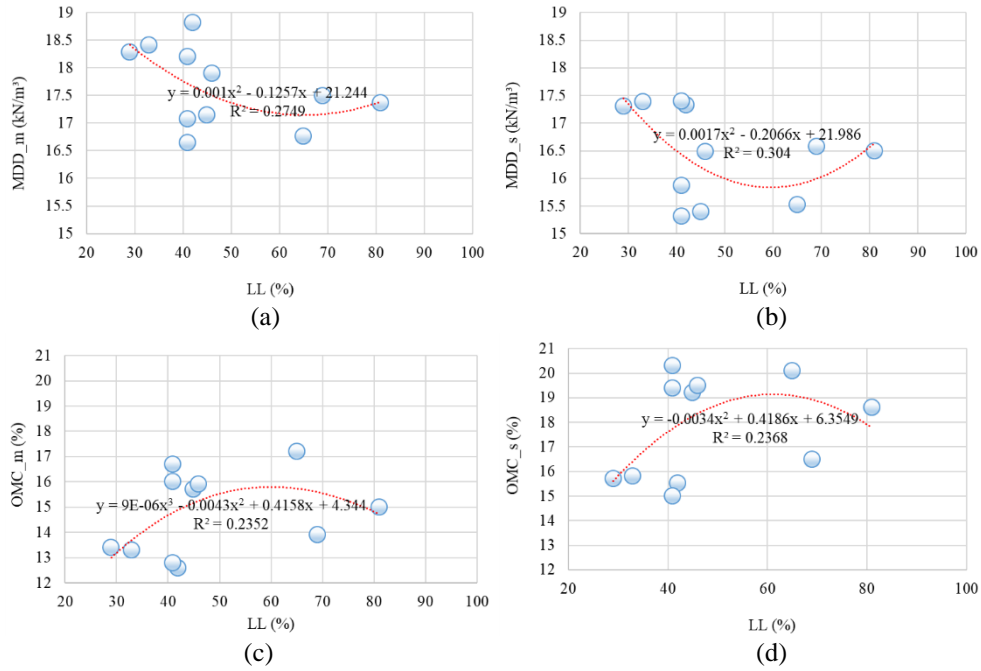 19
18.5
18
17.5
17
16.5
16
15.5
15
MDD_m (kN/m³)
y = 0.001x² - 0.1257x + 21.244
R² = 0.2749
20 30 40 50 60 70 80 90 100
LL (%)
(a)
19
18.5
18
17.5
17
16.5
16
15.5
15
MDD_s (kN/m³)
y = 0.0017x² - 0.2066x + 21.986
R² = 0.304
20 30 40 50 60 70 80 90 100
LL (%)
(b)
21
20
19
18
17
16
15
14
13
12
OMC_m (%)
y = 9E-06x³ - 0.0043x² + 0.4158x + 4.344
R² = 0.2352
20 30 40 50 60 70 80 90 100
LL (%)
(c)
21
20
19
18
17
16
15
14
13
12
OMC_s (%)
y = -0.0034x² + 0.4186x + 6.3549
R² = 0.2368
20 30 40 50 60 70 80 90 100
LL (%)
(d)